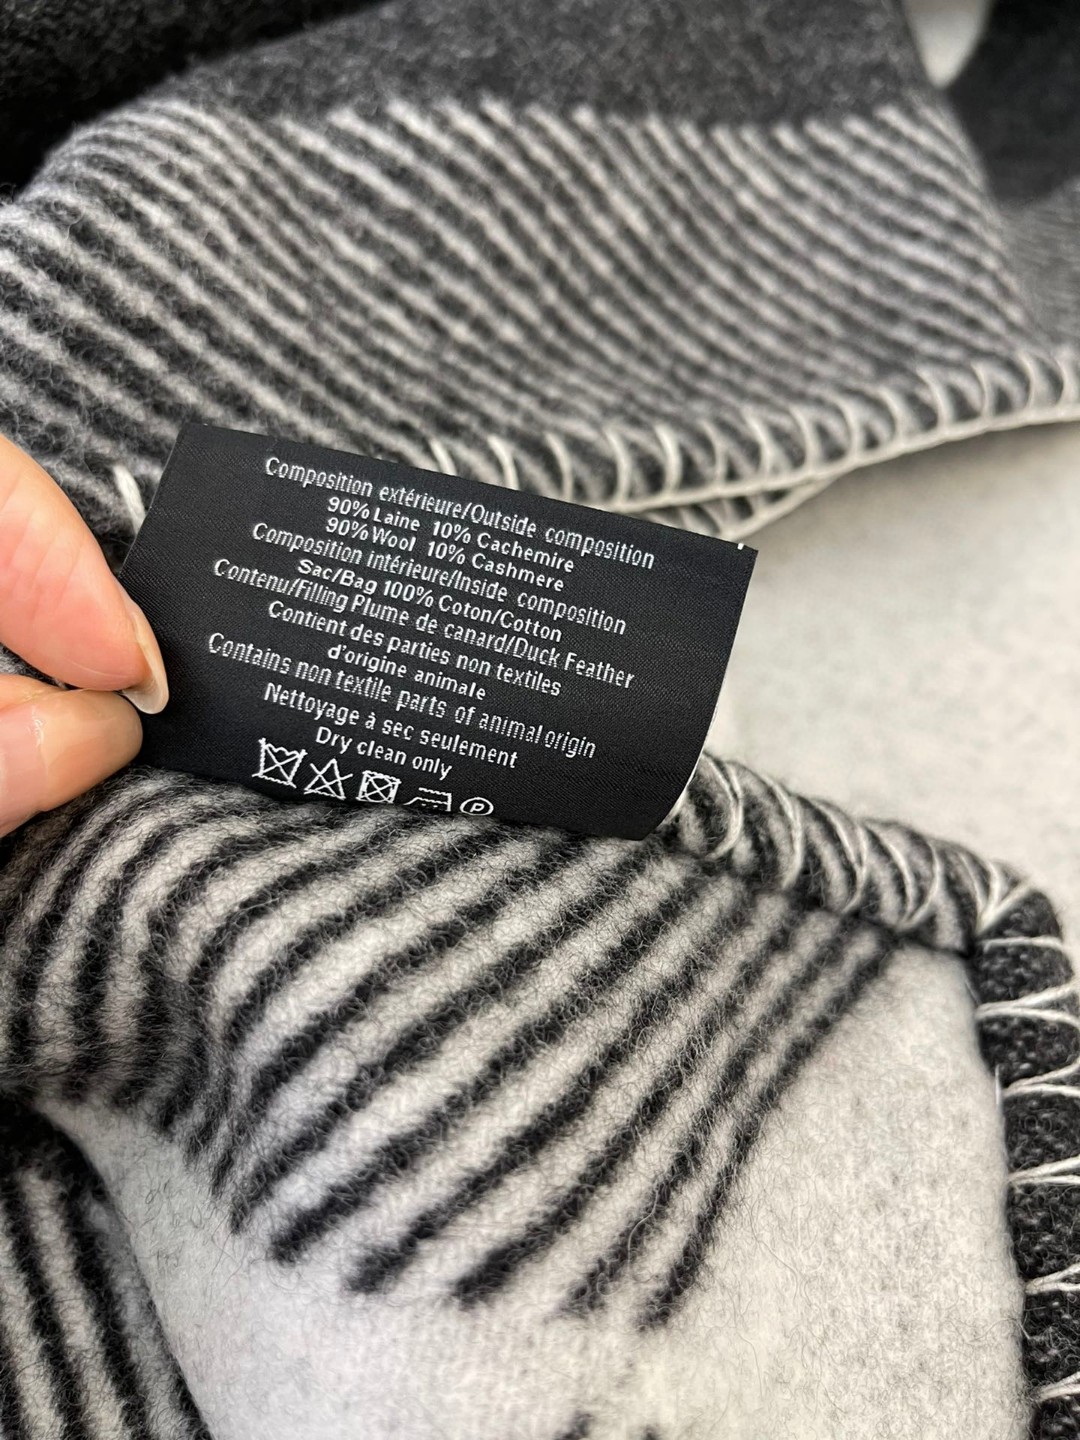 Composition extérieure/Outside composition
90% Laine 10% Cachemire
90% Wool 10% Cashmere
Composition intérieure/Inside composition
Sac/Bag 100% Coton/Cotton
Contenu/Filling Plume de canard/Duck Feather
Contient des parties non textiles
d'origine animale
Contains non textile parts of animal origin
Nettoyage à sec seulement
Dry clean only
P